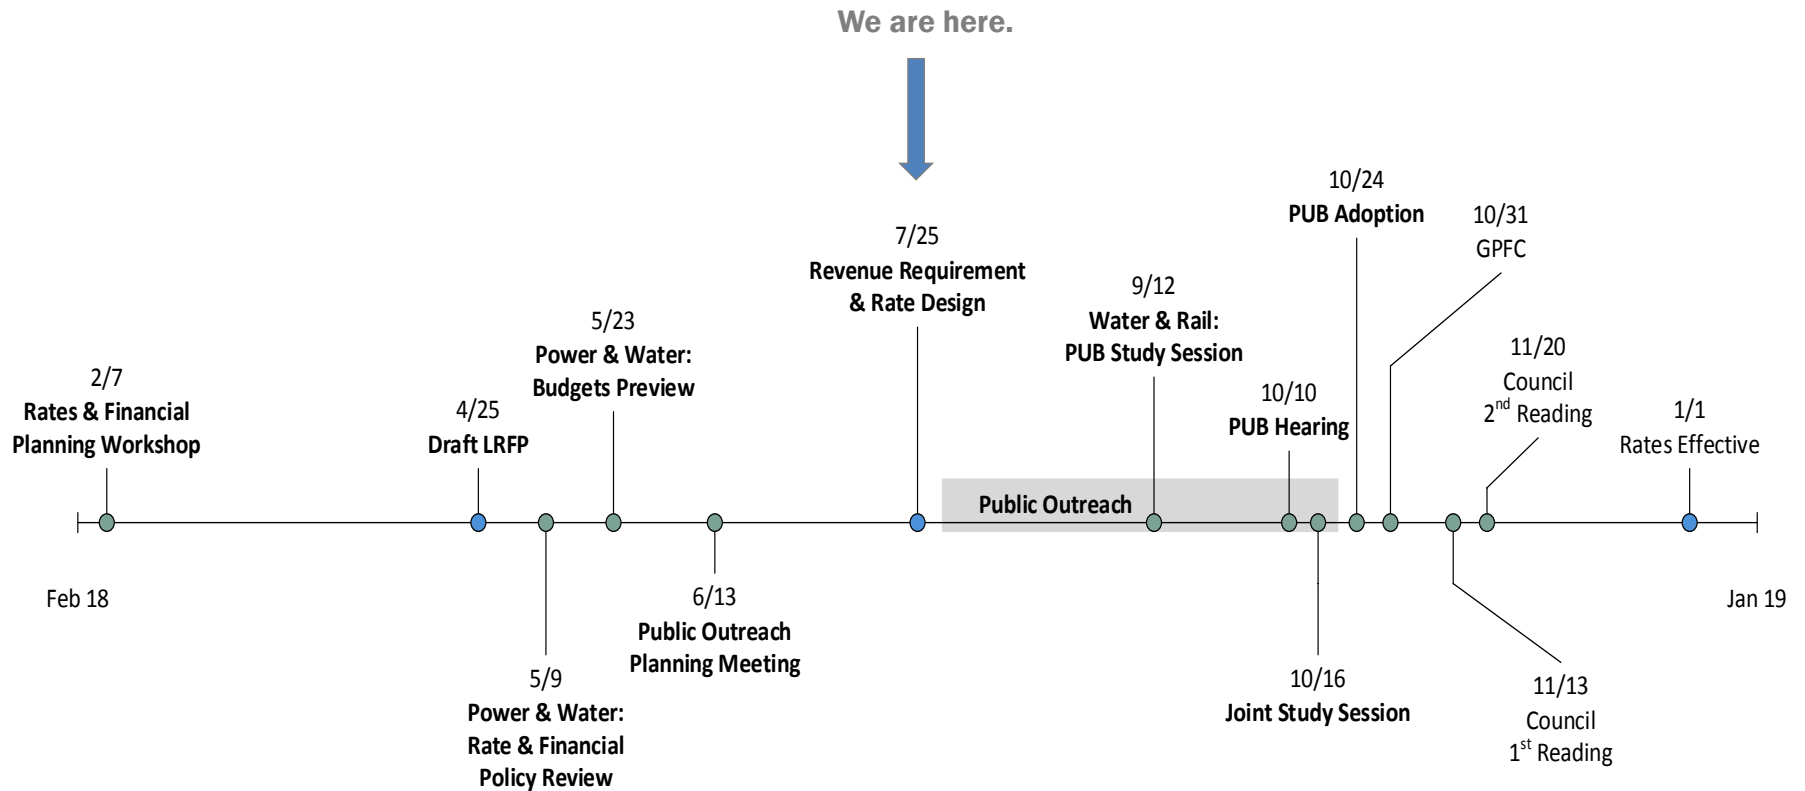 We are here.
10/24
PUB Adoption
10/31
GPFC
7/25
Revenue Requirement
& Rate Design
9/12
Water & Rail:
PUB Study Session
5/23
Power & Water:
Budgets Preview
11/20
Council
2nd Reading
2/7
Rates & Financial
Planning Workshop
4/25
Draft LRFP
10/10
PUB Hearing
1/1
Rates Effective
Public Outreach
Feb 18
Jan 19
6/13
Public Outreach
Planning Meeting
5/9
Power & Water:
Rate & Financial
Policy Review
10/16
Joint Study Session
11/13
Council
1st Reading